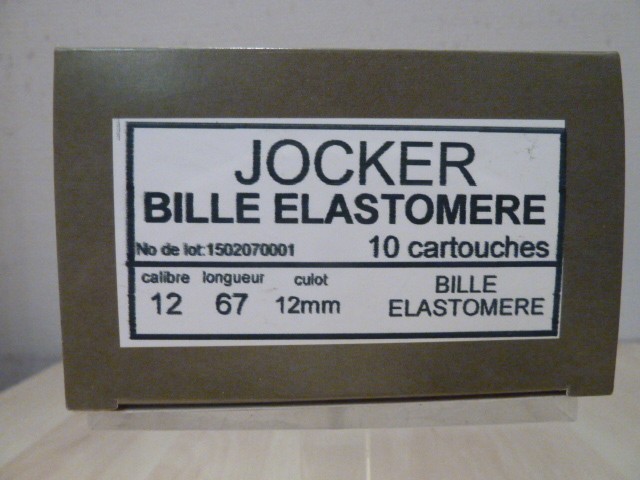 JOCKER
BILLE ELASTOMERE
No de lot:1502070001 10 cartouches
calibre longueur culot
12 67 12mm
BILLE
ELASTOMERE